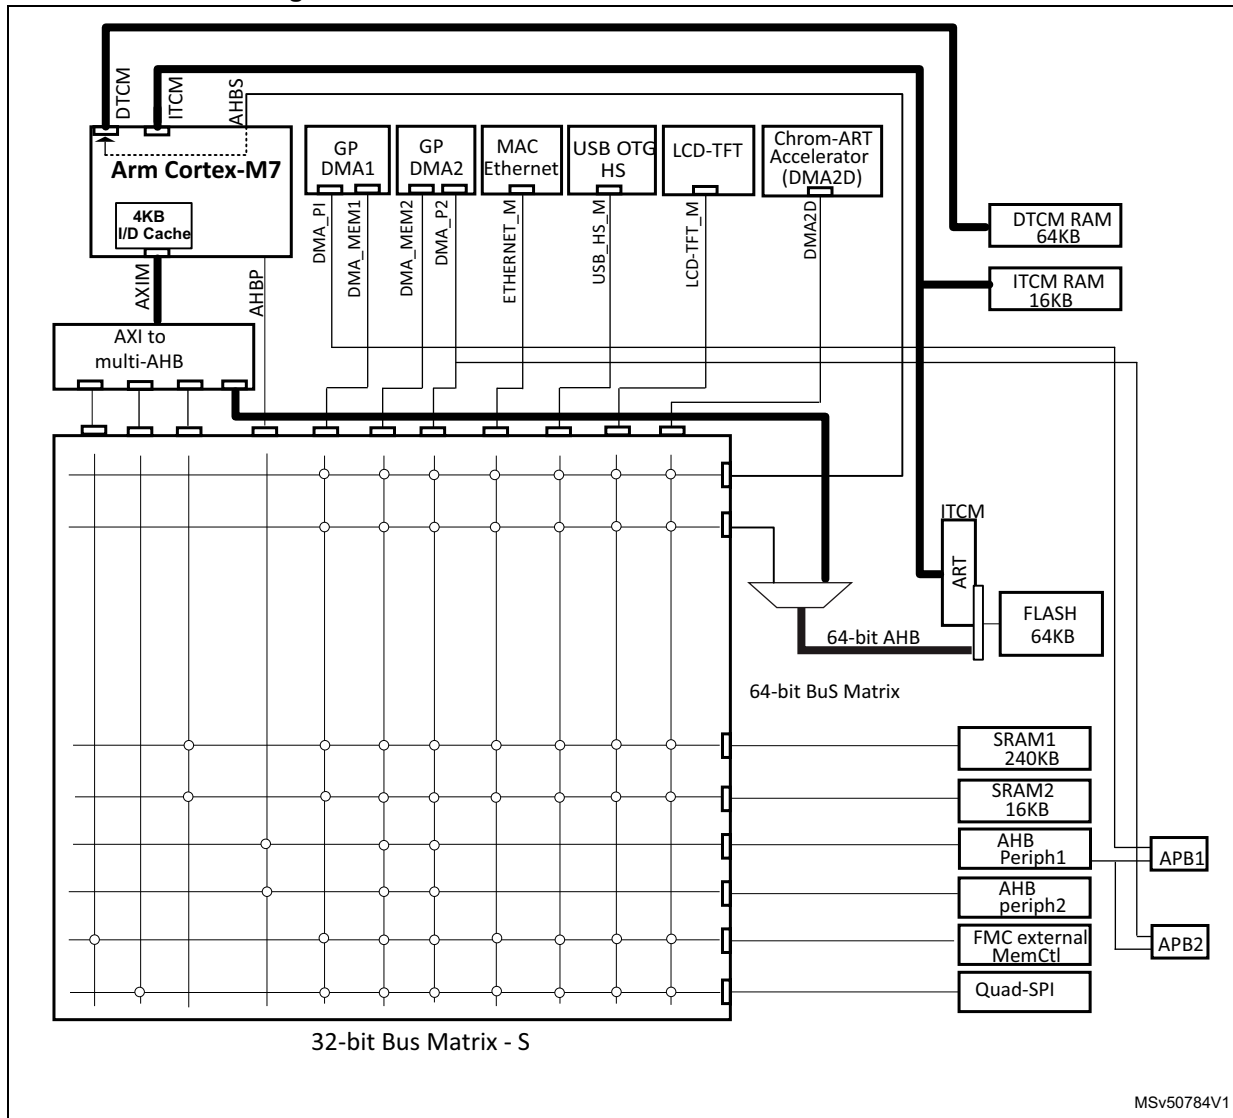 DTCM
ITCM
AHBS
Arm Cortex-M7
4KB
I/D Cache
GP
DMA1
GP
DMA2
MAC
Ethernet
USB OTG
HS
LCD-TFT
Chrom-ART
Accelerator
(DMA2D)
DTCM RAM
64KB
ITCM RAM
16KB
AXIM
AHBP
DMA_PI
DMA_MEM1
DMA_MEM2
DMA_P2
ETHERNET_M
USB_HS_M
LCD-TFT_M
DMA2D
AXI to
multi-AHB
ITCM
ART
FLASH
64KB
64-bit AHB
64-bit BuS Matrix
SRAM1
240KB
SRAM2
16KB
AHB
Periph1
APB1
AHB
periph2
FMC external
MemCtl
APB2
Quad-SPI
32-bit Bus Matrix - S
MSv50784V1